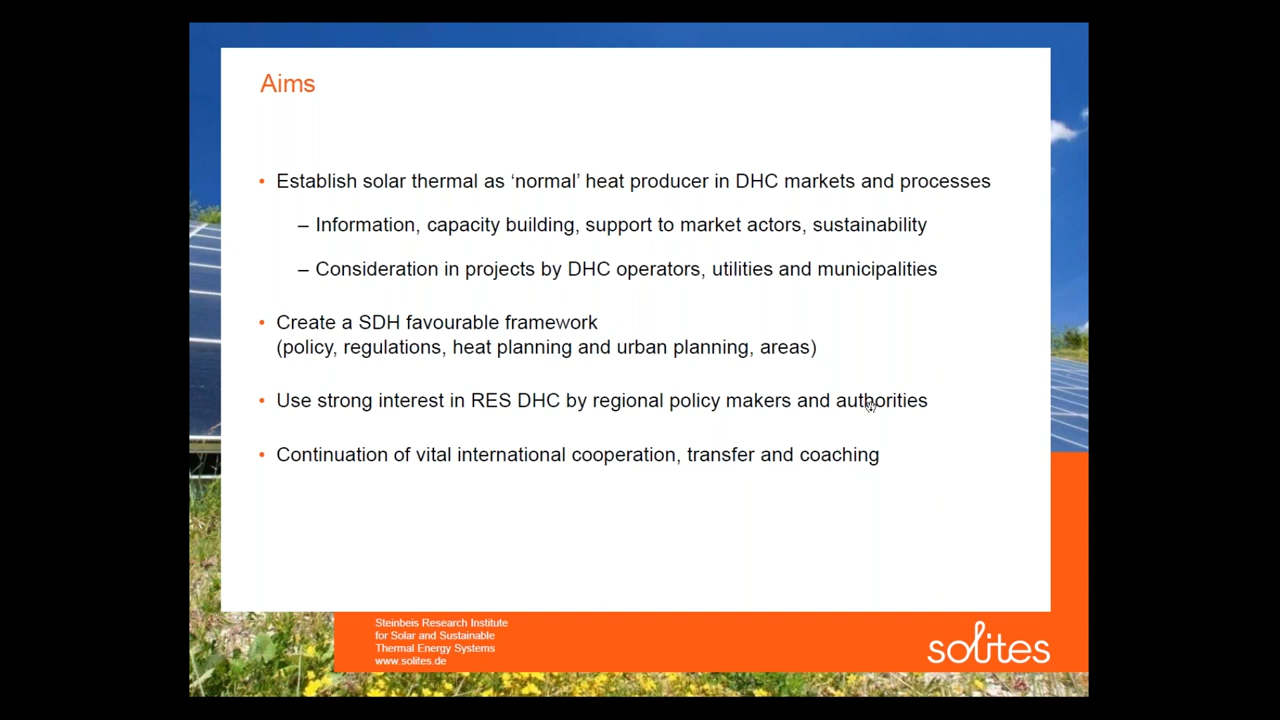 Aims
• Establish solar thermal as ‘normal’ heat producer in DHC markets and processes
– Information, capacity building, support to market actors, sustainability
– Consideration in projects by DHC operators, utilities and municipalities
• Create a SDH favourable framework
(policy, regulations, heat planning and urban planning, areas)
• Use strong interest in RES DHC by regional policy makers and authorities
• Continuation of vital international cooperation, transfer and coaching
Steinbeis Research Institute
for Solar and Sustainable
Thermal Energy Systems
www.solites.de
solites